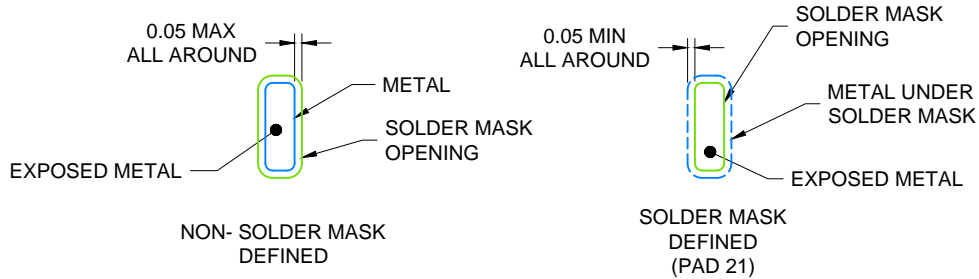 0.05 MAX
ALL AROUND
METAL
SOLDER MASK
OPENING
EXPOSED METAL
NON- SOLDER MASK
DEFINED
0.05 MIN
ALL AROUND
SOLDER MASK
OPENING
METAL UNDER
SOLDER MASK
EXPOSED METAL
SOLDER MASK
DEFINED
(PAD 21)